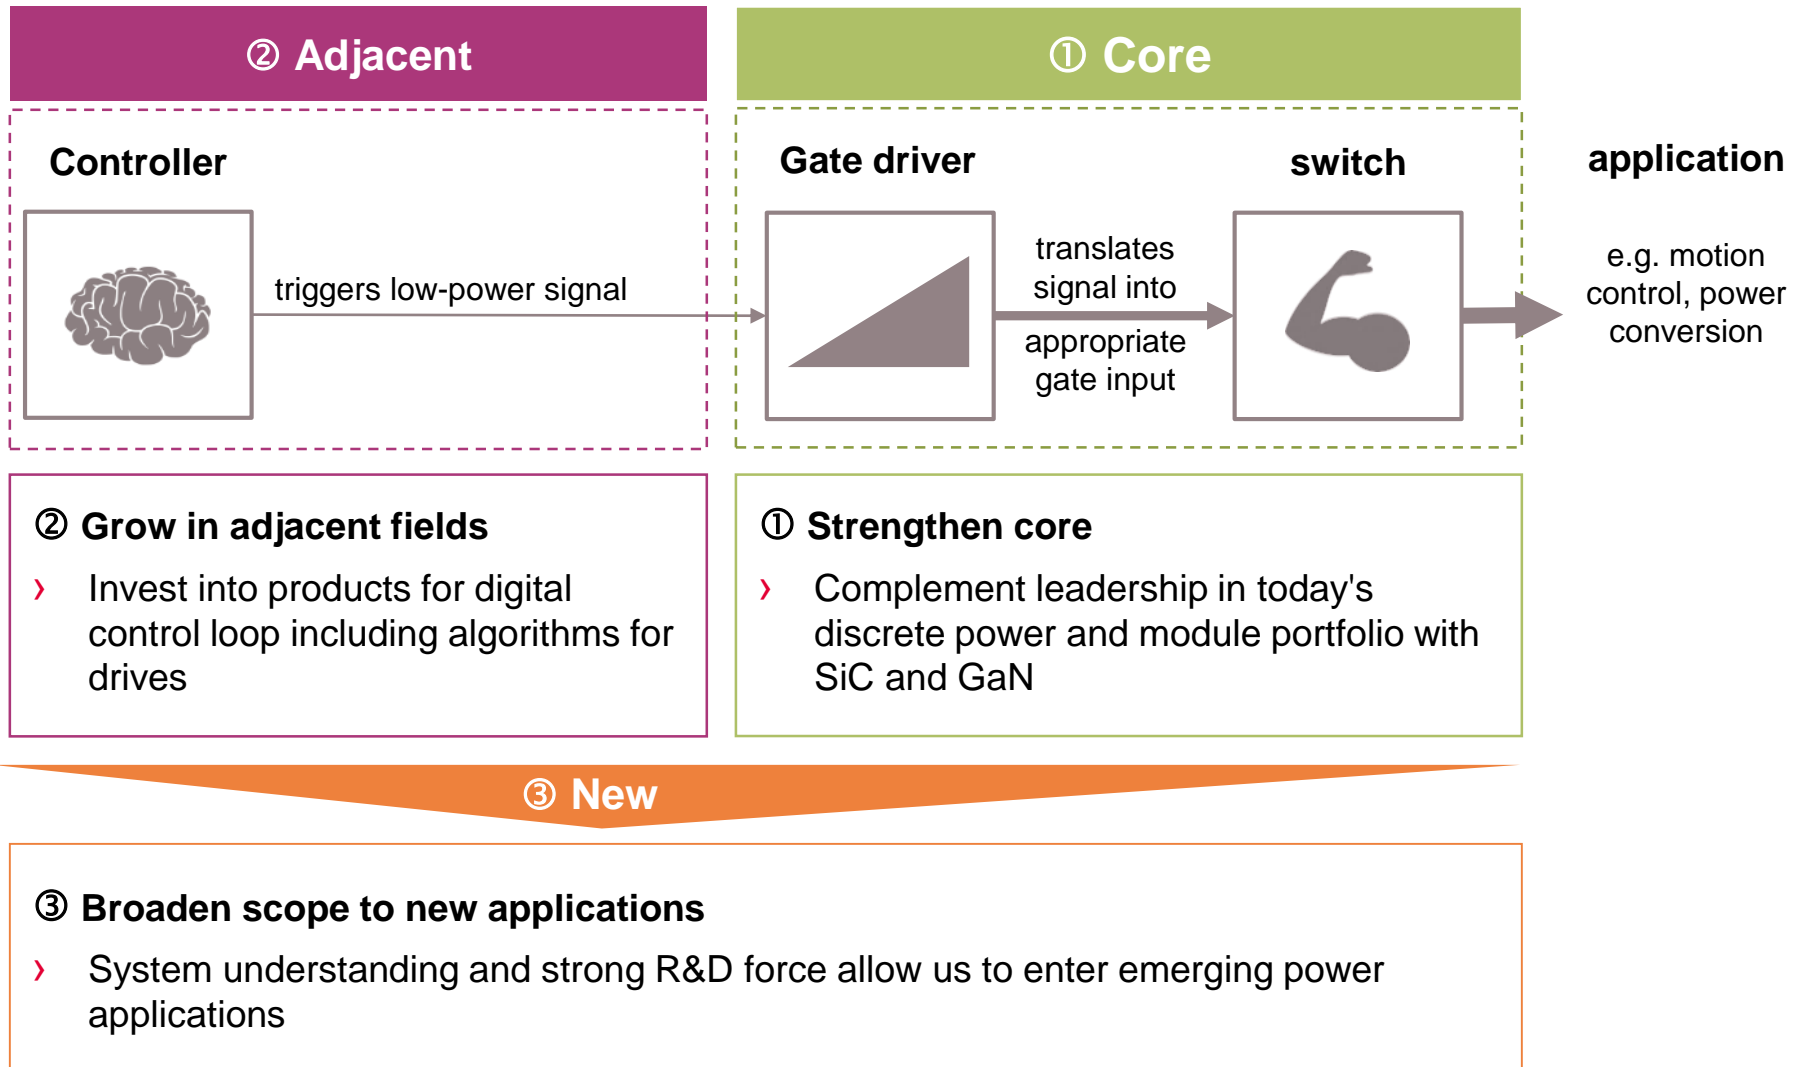 ② Adjacent
① Core
Controller
triggers low-power signal
Gate driver
translates
signal into
appropriate
gate input
switch
application
e.g. motion
control, power
conversion
② Grow in adjacent fields
› Invest into products for digital
control loop including algorithms for
drives
① Strengthen core
› Complement leadership in today's
discrete power and module portfolio with
SiC and GaN
③ New
③ Broaden scope to new applications
› System understanding and strong R&D force allow us to enter emerging power
applications